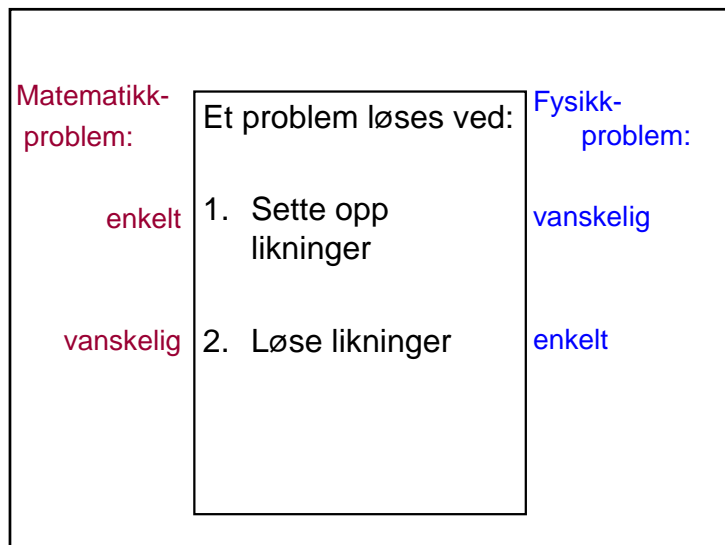 Matematikk-
problem:
Et problem løses ved:
Fysikk-
problem:
enkelt
1. Sette opp
likninger
vanskelig
vanskelig
2. Løse likninger
enkelt